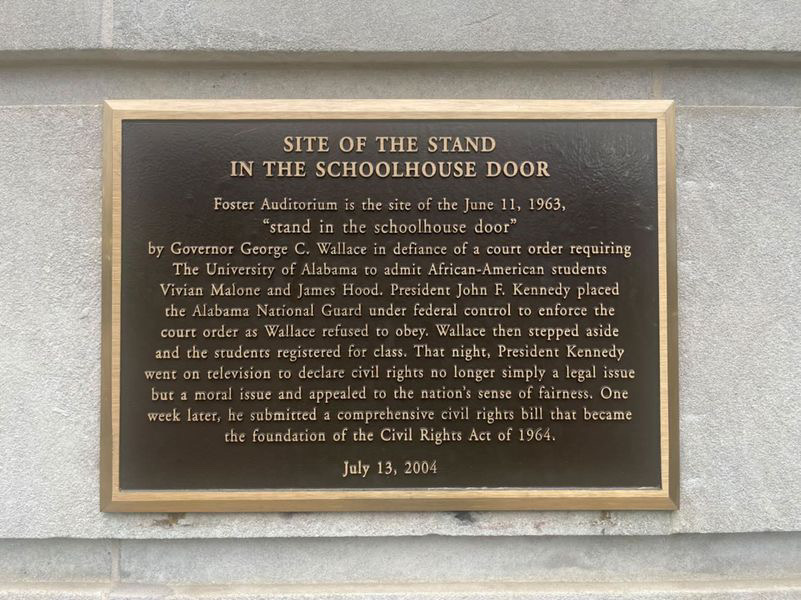 SITE OF THE STAND
IN THE SCHOOLHOUSE DOOR
Foster Auditorium is the site of the June 11, 1963,
“stand in the schoolhouse door”
by Governor George C. Wallace in defiance of a court order requiring
The University of Alabama to admit African-American students
Vivian Malone and James Hood. President John F. Kennedy placed
the Alabama National Guard under federal control to enforce the
court order as Wallace refused to obey. Wallace then stepped aside
and the students registered for class. That night, President Kennedy
went on television to declare civil rights no longer simply a legal issue
but a moral issue and appealed to the nation’s sense of fairness. One
week later, he submitted a comprehensive civil rights bill that became
the foundation of the Civil Rights Act of 1964.
July 13, 2004